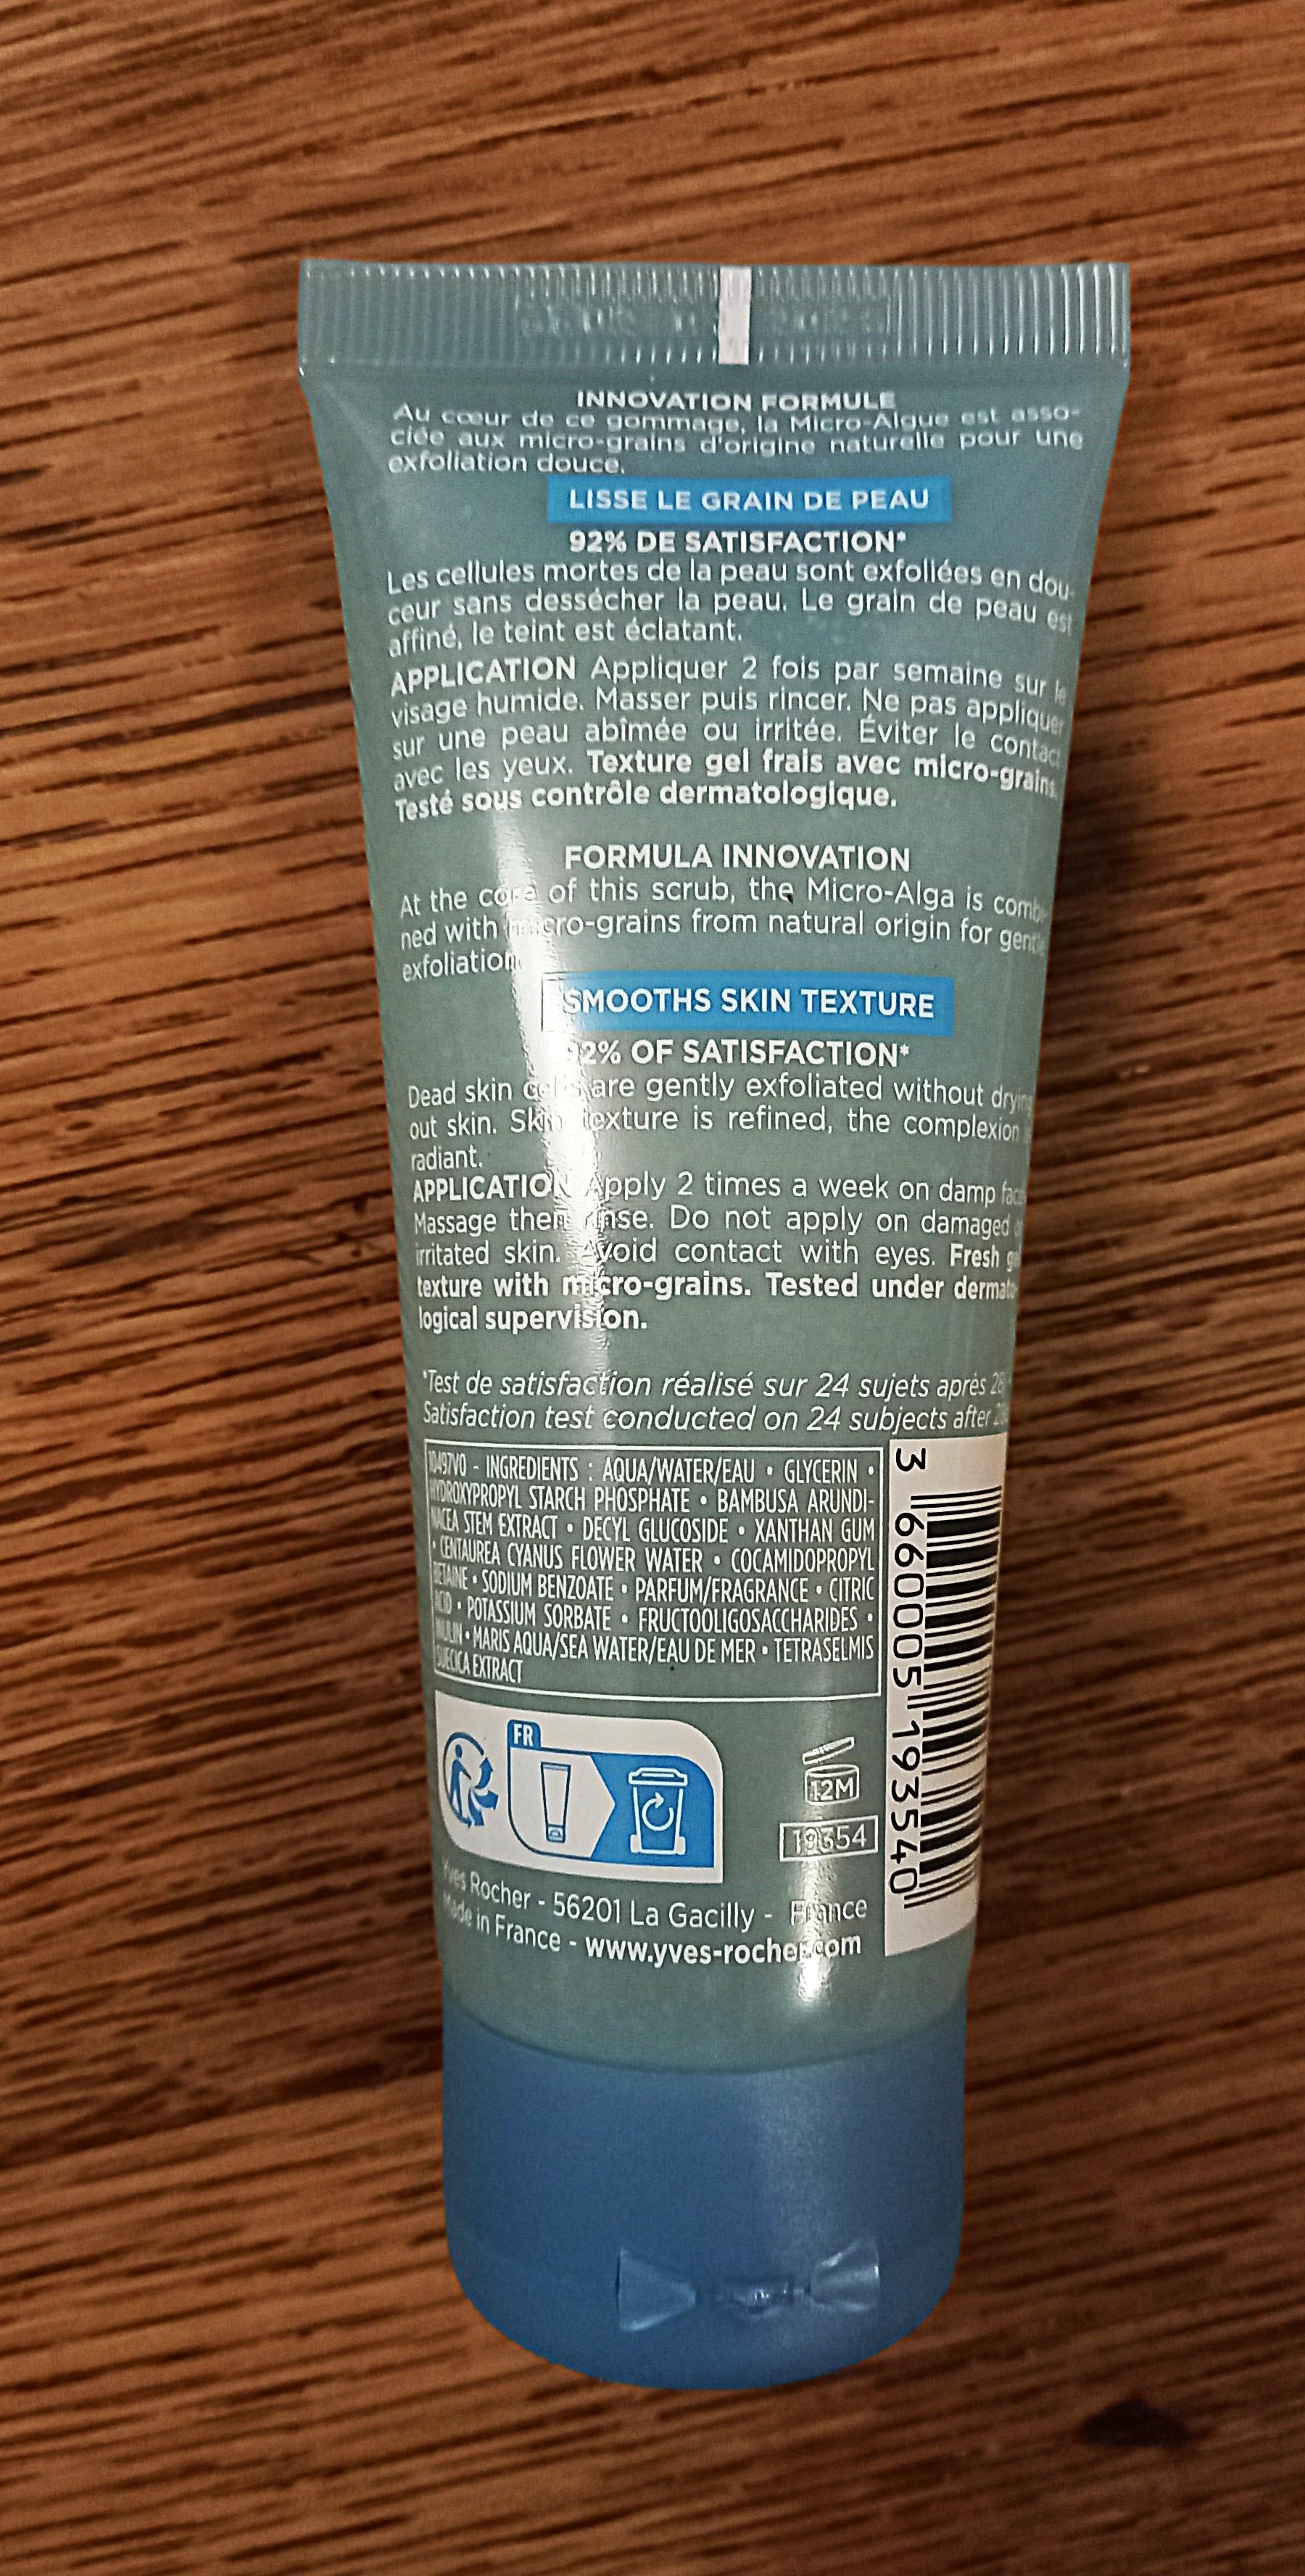 INNOVATION FORMULE
Au cœur de ce gommage, la Micro-Algue est asso-
ciée aux micro-grains d'origine naturelle pour une
exfoliation douce.
LISSE LE GRAIN DE PEAU
92% DE SATISFACTION*
Les cellules mortes de la peau sont exfoliées en dou-
ceur sans dessécher la peau. Le grain de peau est
affiné, le teint est éclatant.
APPLICATION Appliquer 2 fois par semaine sur le
visage humide. Masser puis rincer. Ne pas appliquer
sur une peau abîmée ou irritée. Éviter le contact
avec les yeux. Texture gel frais avec micro-grains.
Testé sous contrôle dermatologique.
FORMULA INNOVATION
At the core of this scrub, the Micro-Alga is combi-
ned with micro-grains from natural origin for gentle
exfoliation.
SMOOTHS SKIN TEXTURE
92% OF SATISFACTION*
Dead skin cells are gently exfoliated without drying
out skin. Skin texture is refined, the complexion
radiant.
APPLICATION Apply 2 times a week on damp face.
Massage then rinse. Do not apply on damaged or
irritated skin. Avoid contact with eyes. Fresh gel
texture with micro-grains. Tested under dermato-
logical supervision.
*Test de satisfaction réalisé sur 24 sujets après
Satisfaction test conducted on 24 subjects after
10497V0 - INGREDIENTS : AQUA/WATER/EAU • GLYCERIN •
HYDROXYPROPYL STARCH PHOSPHATE • BAMBUSA ARUNDI-
NACEA STEM EXTRACT • DECYL GLUCOSIDE • XANTHAN GUM
• CENTAUREA CYANUS FLOWER WATER • COCAMIDOPROPYL
BETAINE • SODIUM BENZOATE • PARFUM/FRAGRANCE • CITRIC
ACID • POTASSIUM SORBATE • FRUCTOOLIGOSACCHARIDES •
INULIN • MARIS AQUA/SEA WATER/EAU DE MER • TETRASELMIS
SUECICA EXTRACT
3 660005 193540
FR
12M
19354
Yves Rocher - 56201 La Gacilly - France
Made in France - www.yves-rocher.com